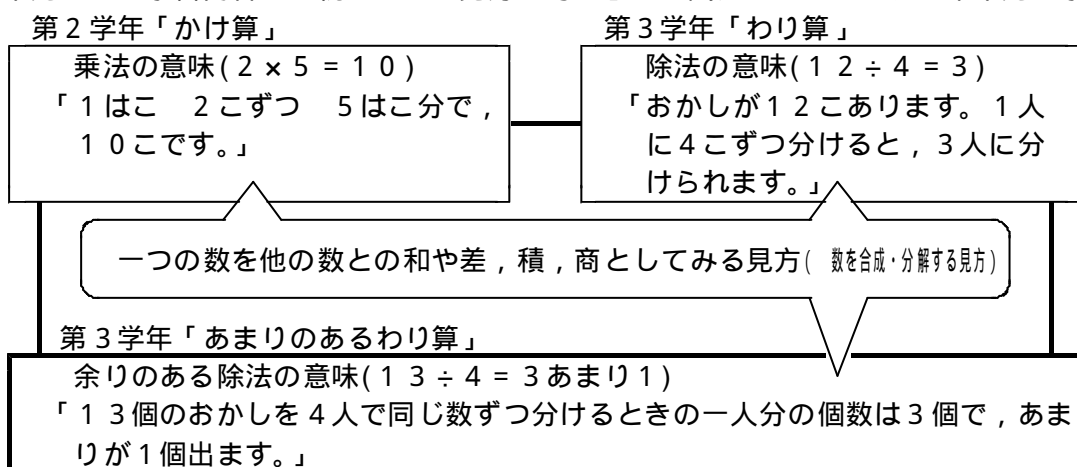 第２学年「かけ算」
乗法の意味(２×５＝１０)
「１はこ　２こずつ　５はこ分で，
１０こです。」
第３学年「わり算」
除法の意味(１２÷４＝３)
「おかしが１２こあります。１人
に４こずつ分けると，３人に分
けられます。」
一つの数を他の数との和や差，積，商としてみる見方(　数を合成・分解する見方)
第３学年「あまりのあるわり算」
余りのある除法の意味(１３÷４＝３あまり１)
「１３個のおかしを４人で同じ数ずつ分けるときの一人分の個数は３個で，あま
りが１個出ます。」